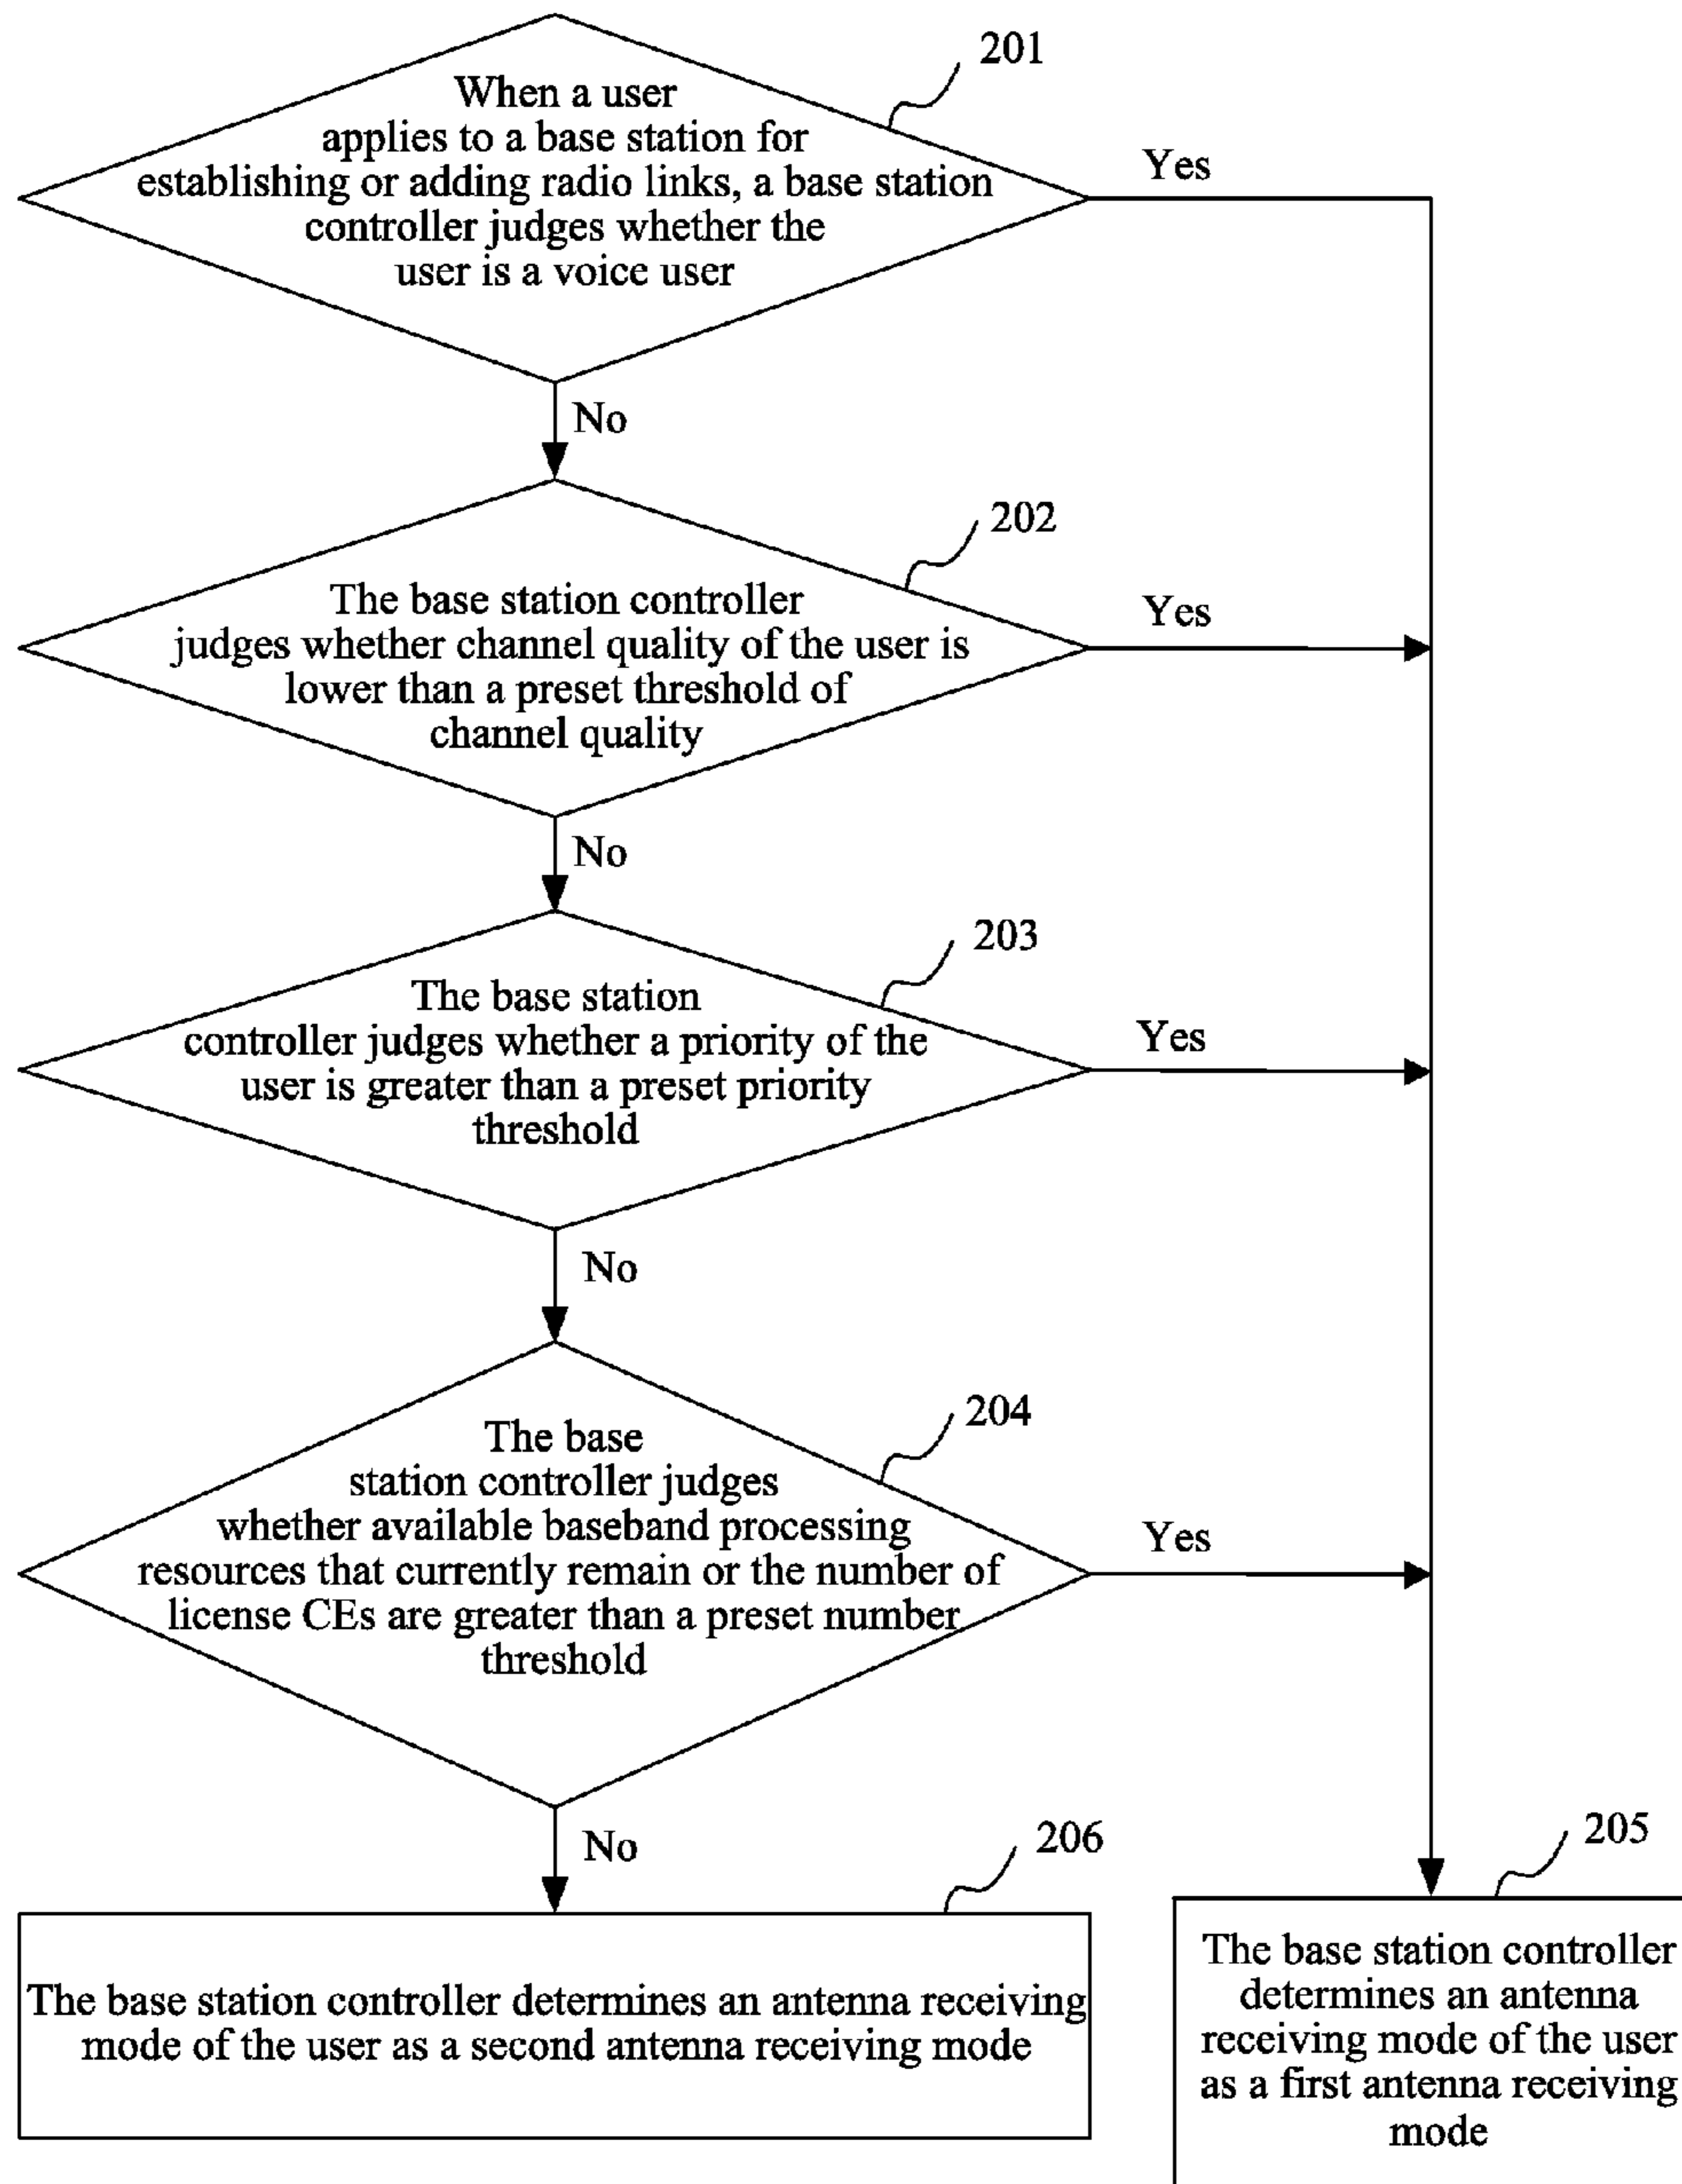 201
When a user
applies to a base station for
establishing or adding radio links, a base station
controller judges whether the
user is a voice user
Yes
No
202
The base station controller
judges whether channel quality of the user is
lower than a preset threshold of
channel quality
Yes
No
203
The base station
controller judges whether a priority of the
user is greater than a preset priority
threshold
Yes
No
204
The base
station controller judges
whether available baseband processing
resources that currently remain or the number of
license CEs are greater than a preset number
threshold
Yes
No
206
The base station controller determines an antenna receiving
mode of the user as a second antenna receiving mode
205
The base station controller
determines an antenna
receiving mode of the user
as a first antenna receiving
mode